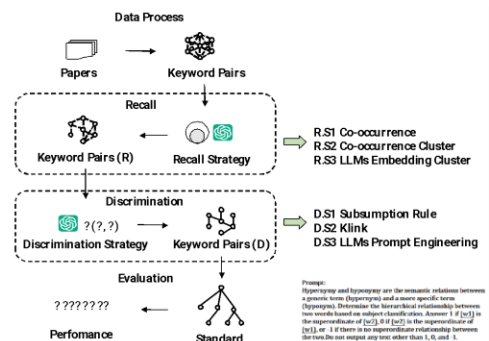 Data Process
Papers
Keyword Pairs
Recall
Keyword Pairs (R)
Recall Strategy
R.S1 Co-occurrence
R.S2 Co-occurrence Cluster
R.S3 LLMs Embedding Cluster
Discrimination
?(?,?)
Discrimination Strategy
Keyword Pairs (D)
D.S1 Subsumption Rule
D.S2 Klink
D.S3 LLMs Prompt Engineering
Evaluation
????????
Perfomance
Standard
Prompt:
Hypernymy and hyponymy are the semantic relations between
a generic term (hypernym) and a more specific term
(hyponym). Determine the hierarchical relationship between
two words based on subject classification. Answer 1 if [w1] is
the superordinate of [w2], 0 if [w2] is the superordinate of
[w1], or -1 if there is no superordinate relationship between
the two.Do not output any text other than 1, 0, and -1.